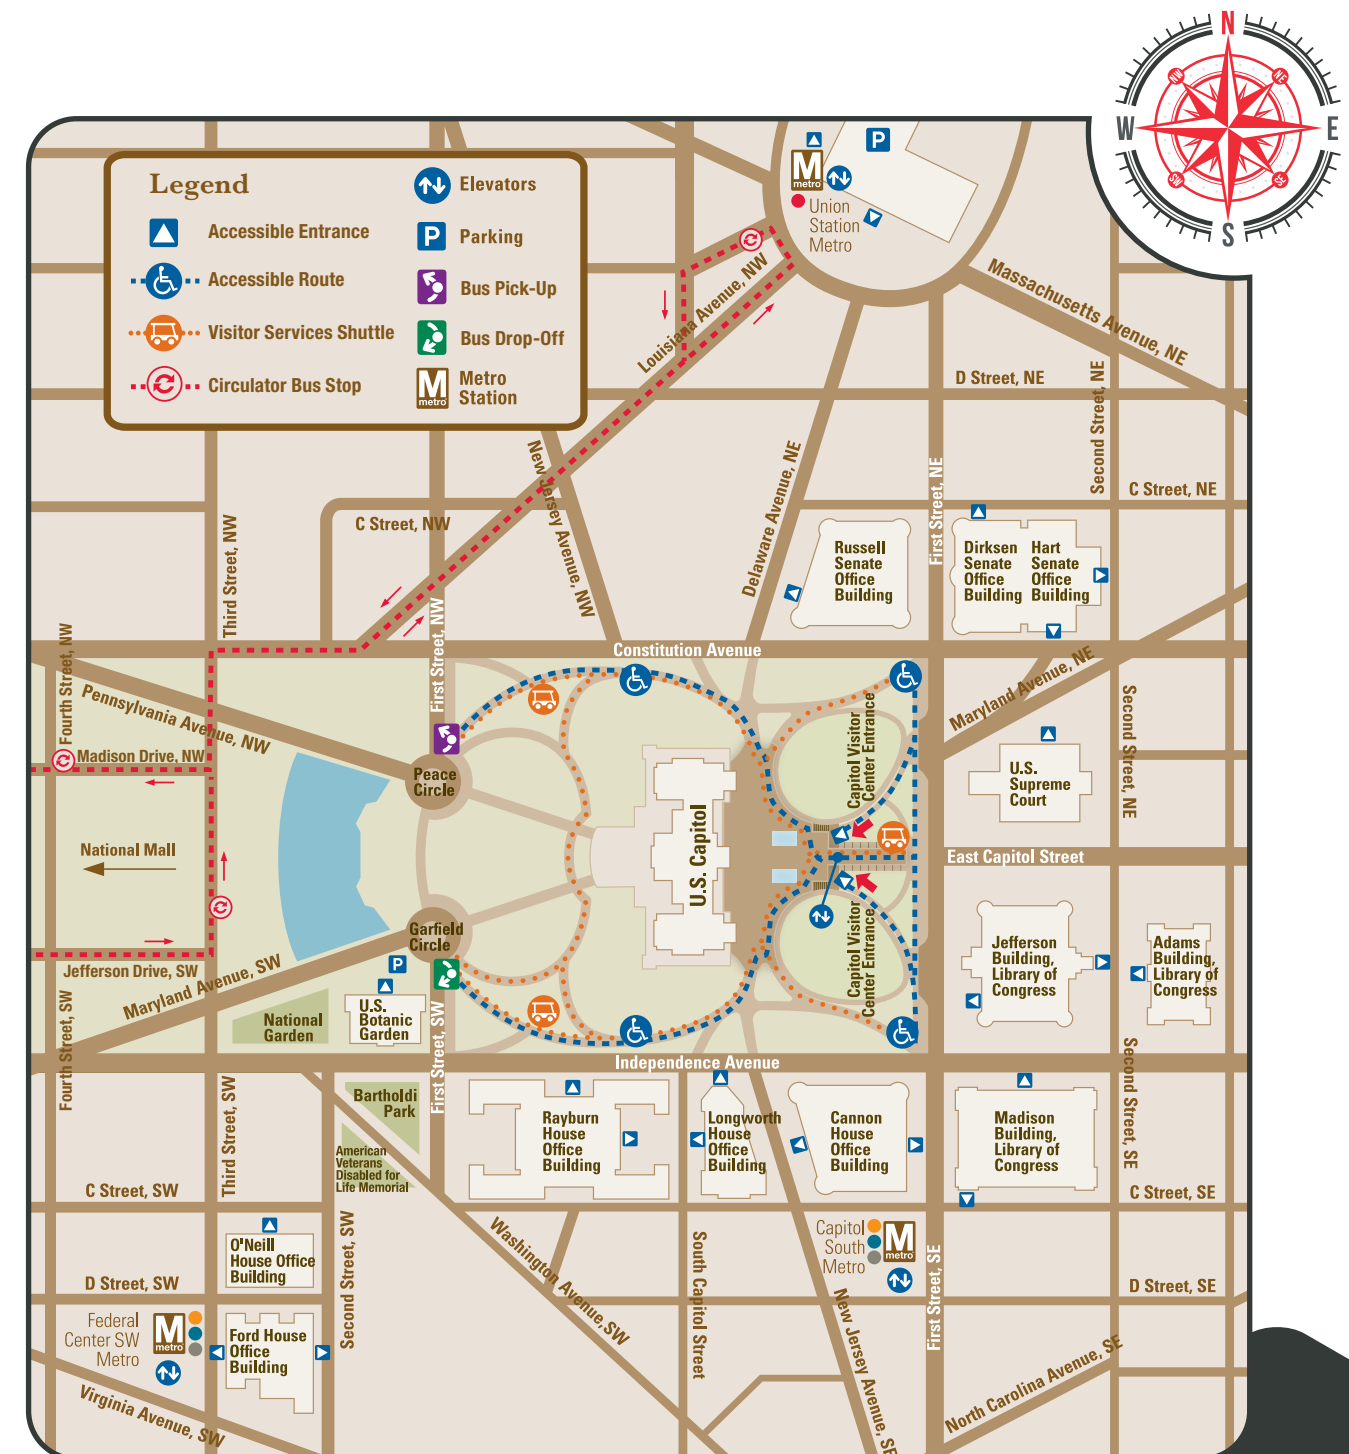 N
NW
NE
W
E
SW
SE
S
Legend
Accessible Entrance
Accessible Route
Visitor Services Shuttle
Circulator Bus Stop
Elevators
P
Parking
Bus Pick-Up
Bus Drop-Off
M
metro
Metro
Station
M
metro
P
Union
Station
Metro
Louisiana Avenue, NW
Massachusetts Avenue, NE
D Street, NE
Second Street, NE
C Street, NE
New Jersey Avenue, NW
Delaware Avenue, NE
First Street, NE
C Street, NW
Third Street, NW
Russell
Senate
Office
Building
Dirksen
Senate
Office
Building
Hart
Senate
Office
Building
First Street, NW
Fourth Street, NW
Constitution Avenue
Pennsylvania Avenue, NW
Maryland Avenue, NE
Second Street, NE
Madison Drive, NW
Peace
Circle
Capitol Visitor
Center Entrance
U.S.
Supreme
Court
National Mall
U.S. Capitol
East Capitol Street
Garfield
Circle
Capitol Visitor
Center Entrance
Jefferson
Building,
Library of
Congress
Adams
Building,
Library of
Congress
Jefferson Drive, SW
Maryland Avenue, SW
P
National
Garden
U.S.
Botanic
Garden
Fourth Street, SW
First Street, SW
Independence Avenue
Second Street, SE
Third Street, SW
Bartholdi
Park
American
Veterans
Disabled for
Life Memorial
Rayburn
House
Office
Building
Longworth
House
Office
Building
Cannon
House
Office
Building
Madison
Building,
Library of
Congress
C Street, SW
C Street, SE
O'Neill
House Office
Building
Second Street, SW
Washington Avenue, SW
South Capitol Street
Capitol
South
Metro
M
metro
First Street, SE
New Jersey Avenue, SE
D Street, SW
D Street, SE
Federal
Center SW
Metro
M
metro
Ford House
Office
Building
Virginia Avenue, SW
North Carolina Avenue, SE